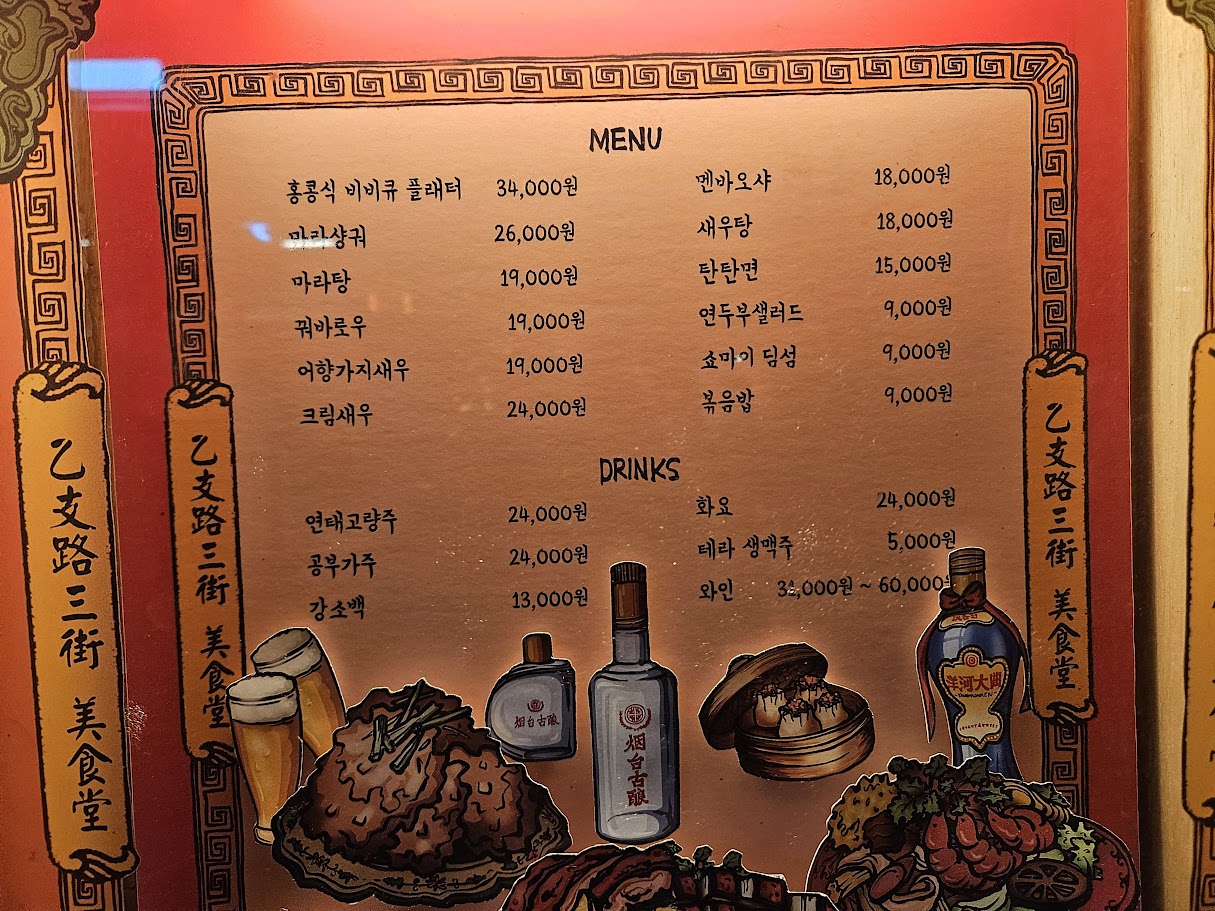 MENU
홍콩식 비비큐 플래터 34,000원
마라샹궈 26,000원
마라탕 19,000원
꿔바로우 19,000원
어향가지새우 19,000원
크림새우 24,000원
멘바오샤 18,000원
새우탕 18,000원
탄탄면 15,000원
연두부샐러드 9,000원
쇼마이 딤섬 9,000원
볶음밥 9,000원
DRINKS
연태고량주 24,000원
공부가주 24,000원
강소백 13,000원
화요 24,000원
테라 생맥주 5,000원
와인 ~ 60,000
乙支路三街 美食堂
乙支路三街 美食堂
乙支路三街 美食堂
烟台古酿
烟台古酿
洋河大曲